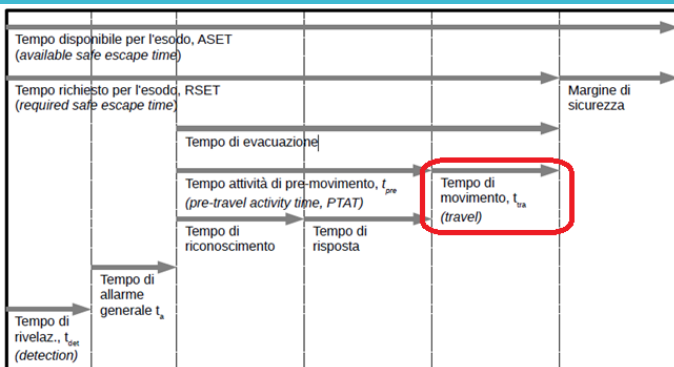 Tempo disponibile per l'esodo, ASET
(available safe escape time)
Tempo richiesto per l'esodo, RSET
(required safe escape time)
Margine di
sicurezza
Tempo di evacuazione
Tempo attività di pre-movimento, tpre
(pre-travel activity time, PTAT)
Tempo di
movimento, ttra
(travel)
Tempo di
riconoscimento
Tempo di
risposta
Tempo di
allarme
generale ta
Tempo di
rivelaz., tdet
(detection)